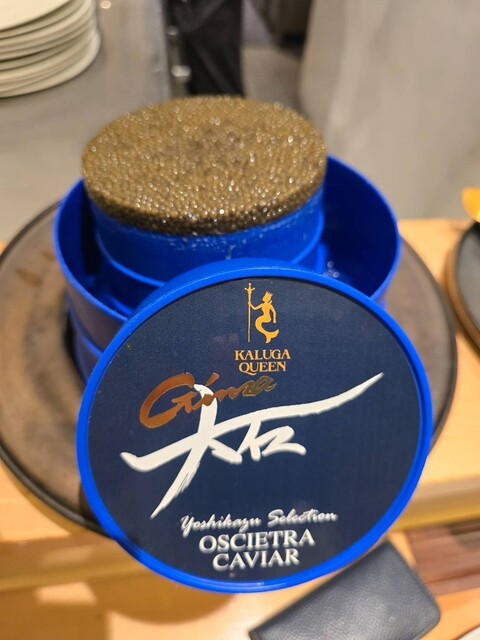 KALUGA
QUEEN
Ginza
大石
Yoshikazu Selection
OSCIETRA
CAVIAR